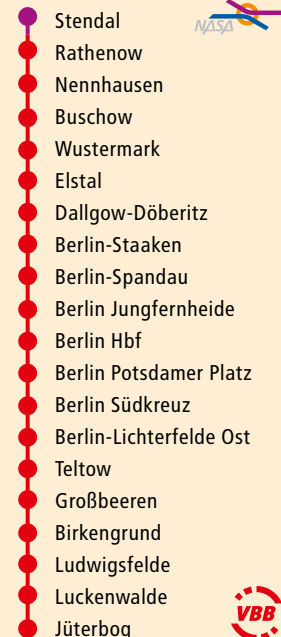 Stendal
NASA
Rathenow
Nennhausen
Buschow
Wustermark
Elstal
Dallgow-Döberitz
Berlin-Staaken
Berlin-Spandau
Berlin Jungfernheide
Berlin Hbf
Berlin Potsdamer Platz
Berlin Südkreuz
Berlin-Lichterfelde Ost
Teltow
Großbeeren
Birkengrund
Ludwigsfelde
Luckenwalde
VBB
Jüterbog